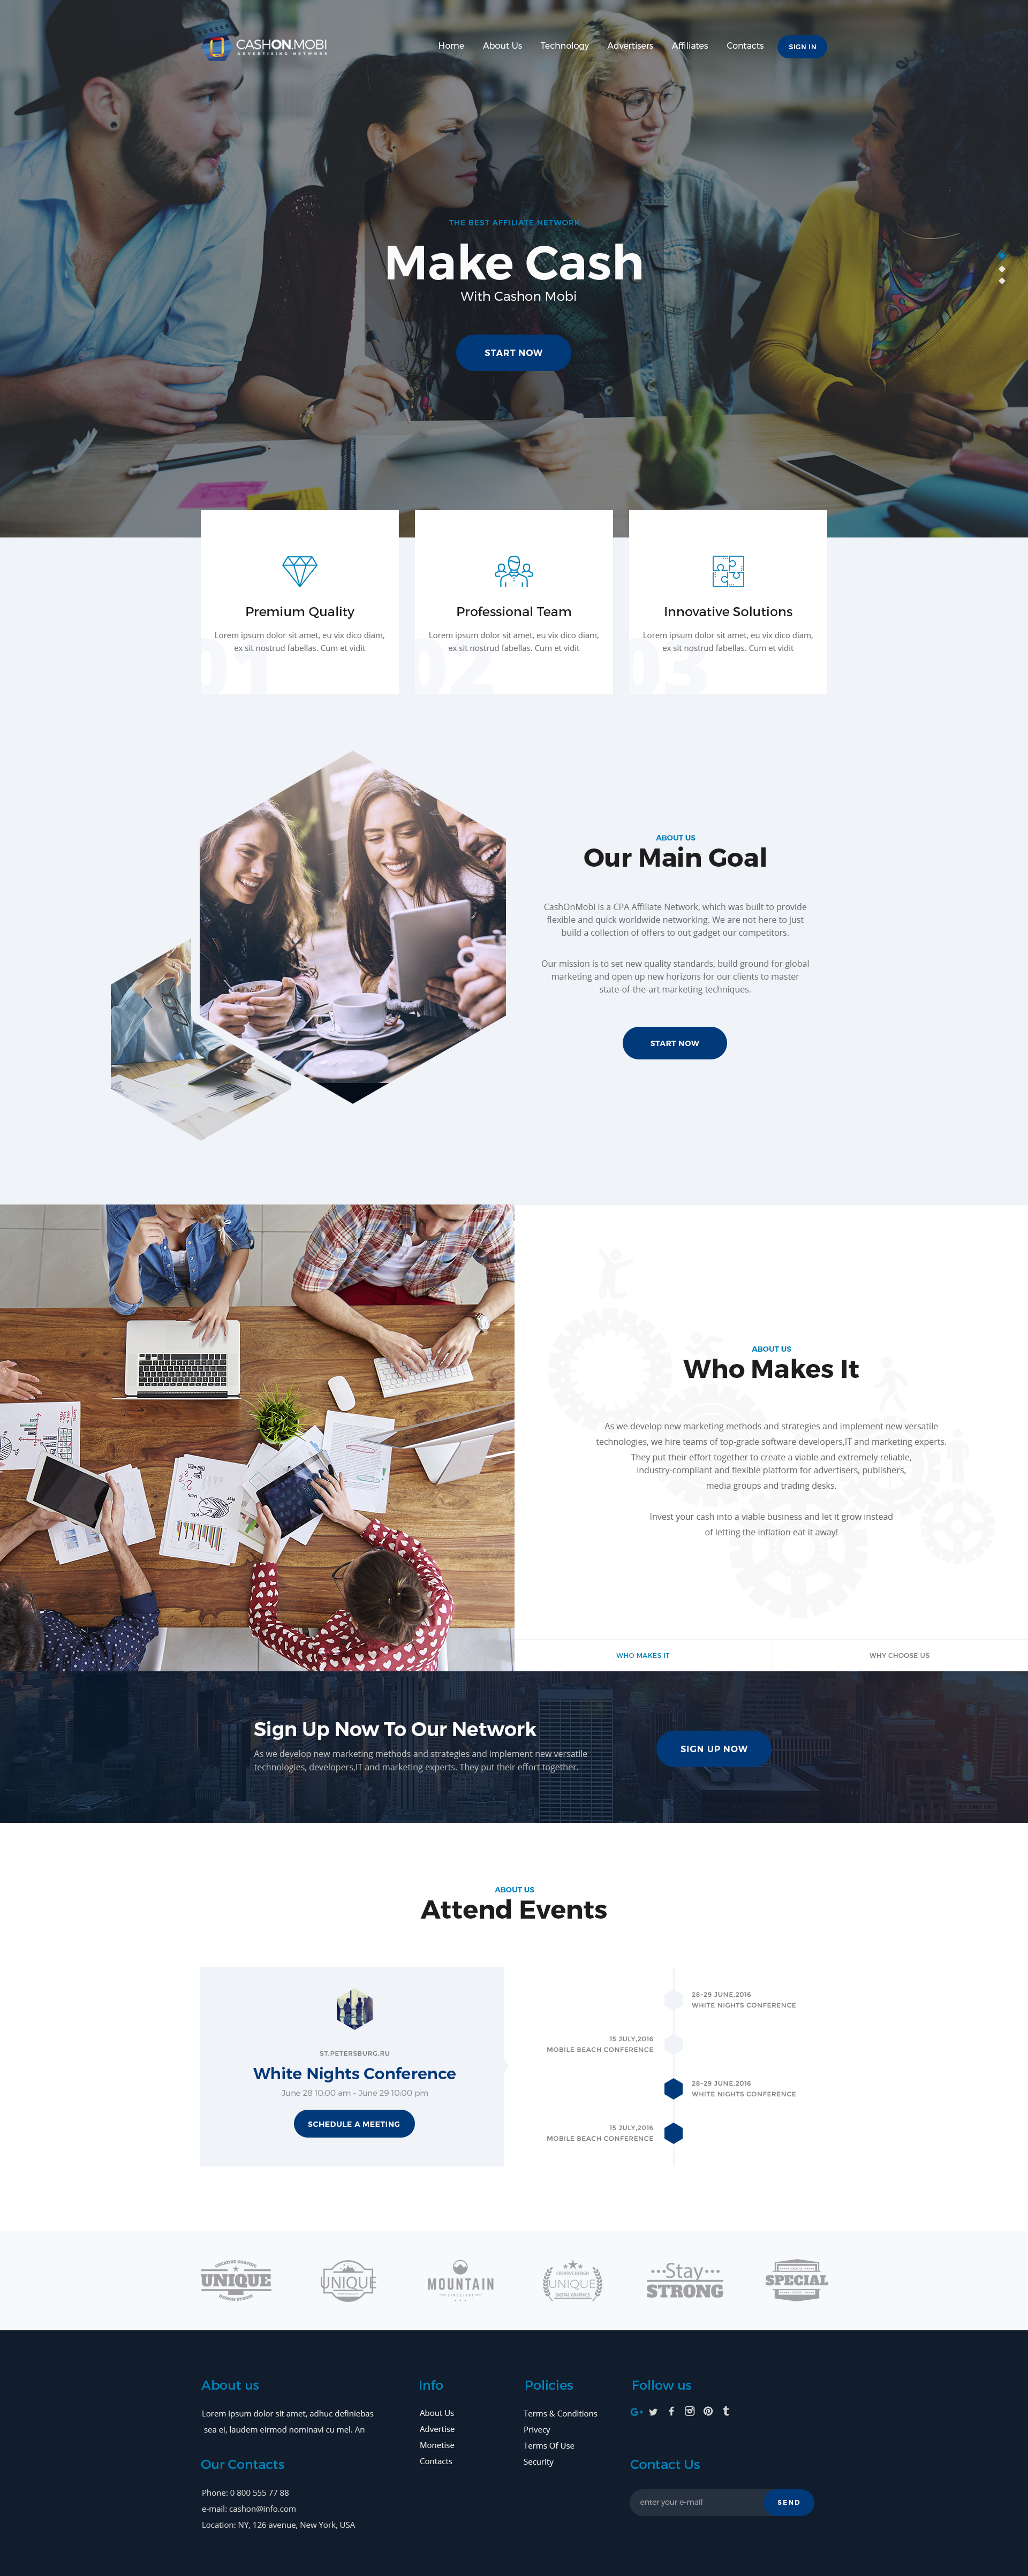 CASHON.MOBI
ADVERTISING NETWORK
Home About Us Technology Advertisers Affiliates Contacts SIGN IN
THE BEST AFFILIATE NETWORK
Make Cash
With Cashon Mobi
START NOW
Premium Quality
Lorem ipsum dolor sit amet, eu vix dico diam,
ex sit nostrud fabellas. Cum et vidit
01
Professional Team
Lorem ipsum dolor sit amet, eu vix dico diam,
ex sit nostrud fabellas. Cum et vidit
02
Innovative Solutions
Lorem ipsum dolor sit amet, eu vix dico diam,
ex sit nostrud fabellas. Cum et vidit
03
ABOUT US
Our Main Goal
CashOnMobi is a CPA Affiliate Network, which was built to provide
flexible and quick worldwide networking. We are not here to just
build a collection of offers to out gadget our competitors.
Our mission is to set new quality standards, build ground for global
marketing and open up new horizons for our clients to master
state-of-the-art marketing techniques.
START NOW
ABOUT US
Who Makes It
As we develop new marketing methods and strategies and implement new versatile
technologies, we hire teams of top-grade software developers,IT and marketing experts.
They put their effort together to create a viable and extremely reliable,
industry-compliant and flexible platform for advertisers, publishers,
media groups and trading desks.
Invest your cash into a viable business and let it grow instead
of letting the inflation eat it away!
WHO MAKES IT
WHY CHOOSE US
Sign Up Now To Our Network
As we develop new marketing methods and strategies and implement new versatile
technologies, developers,IT and marketing experts. They put their effort together.
SIGN UP NOW
ABOUT US
Attend Events
ST.PETERSBURG,RU
White Nights Conference
June 28 10:00 am - June 29 10:00 pm
SCHEDULE A MEETING
28-29 JUNE,2016
WHITE NIGHTS CONFERENCE
15 JULY,2016
MOBILE BEACH CONFERENCE
28-29 JUNE,2016
WHITE NIGHTS CONFERENCE
15 JULY,2016
MOBILE BEACH CONFERENCE
CREATIVE GRAPHIC
UNIQUE
DESIGN STUDIO
UNIQUE
MOUNTAIN
CREATIVE DESIGN
UNIQUE
DIGITAL GRAPHICS
Stay
STRONG
SPECIAL
About us
Lorem ipsum dolor sit amet, adhuc definiebas
sea ei, laudem eirmod nominavi cu mel. An
Our Contacts
Phone: 0 800 555 77 88
e-mail: cashon@info.com
Location: NY, 126 avenue, New York, USA
Info
About Us
Advertise
Monetise
Contacts
Policies
Terms & Conditions
Privecy
Terms Of Use
Security
Follow us
Contact Us
enter your e-mail
SEND